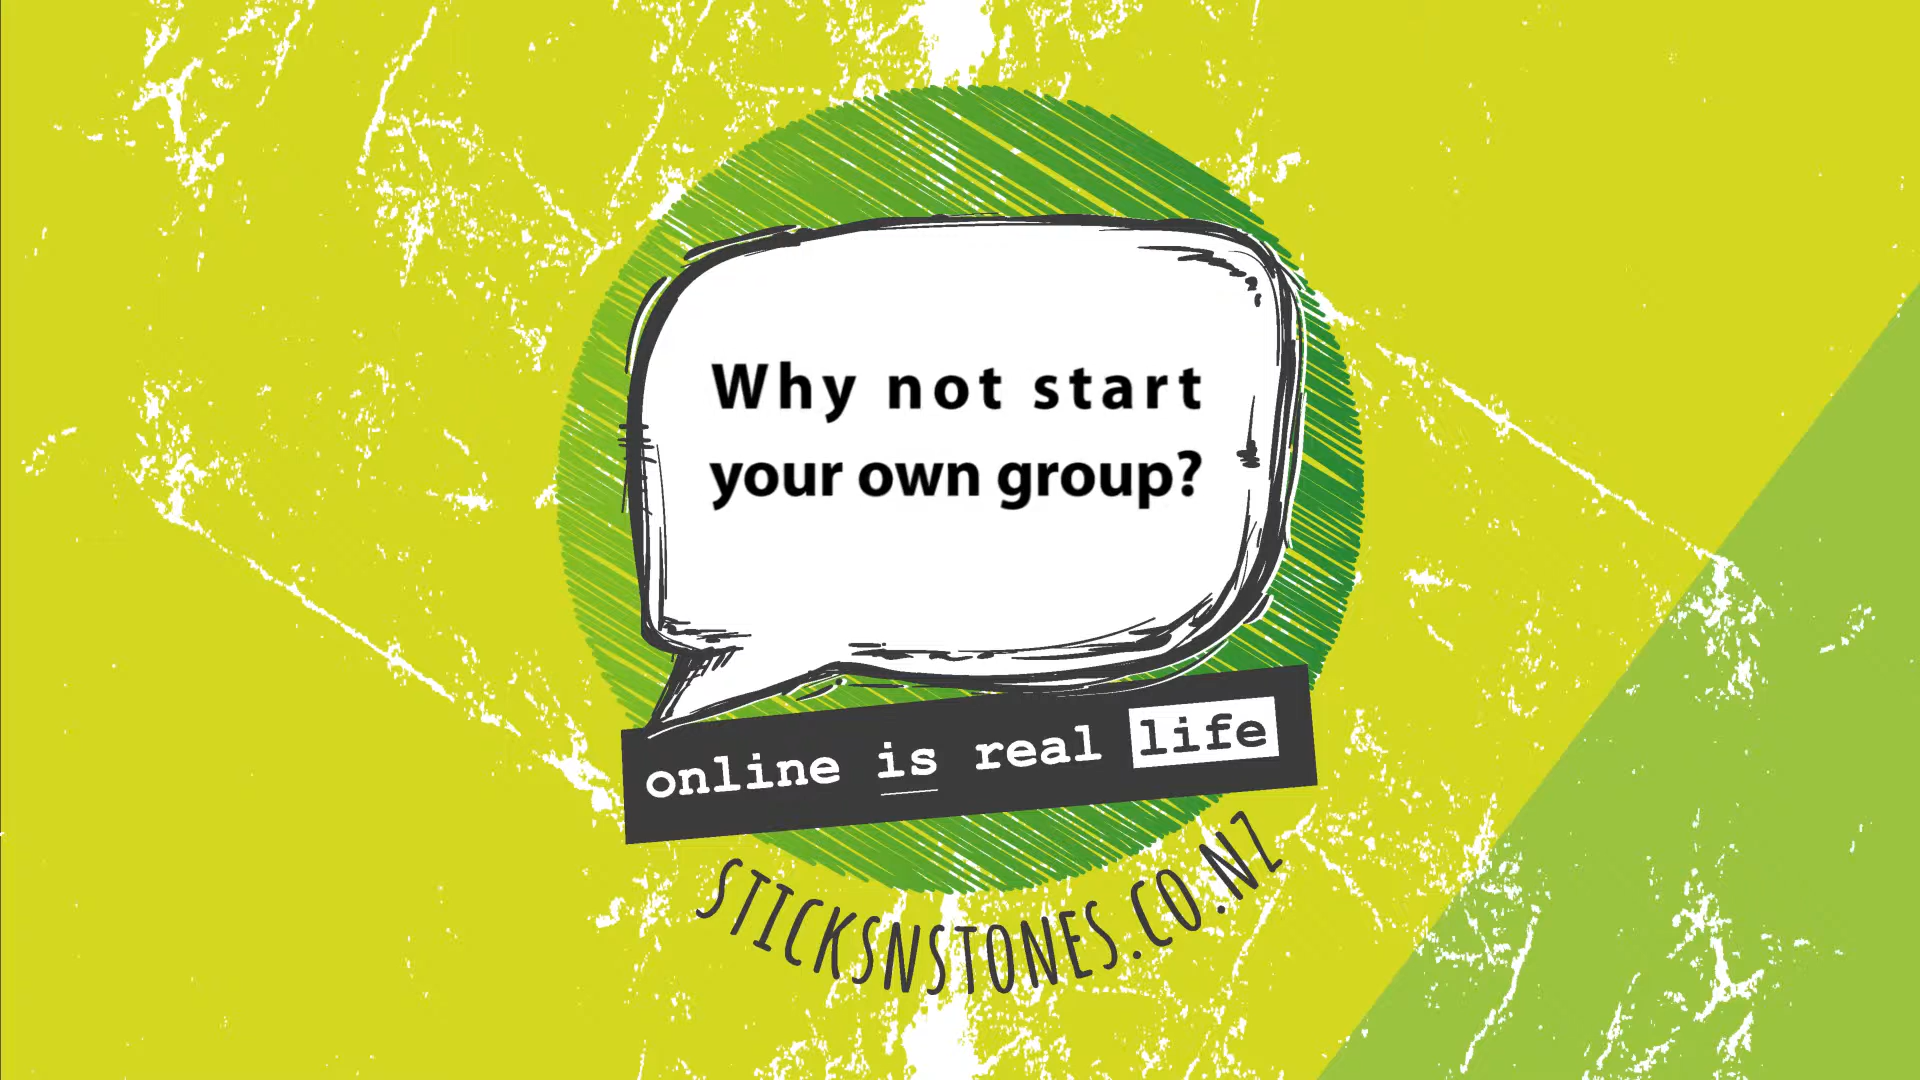 Why not start
your own group?
online is real life
STICKSNSTONES.CO.NZ